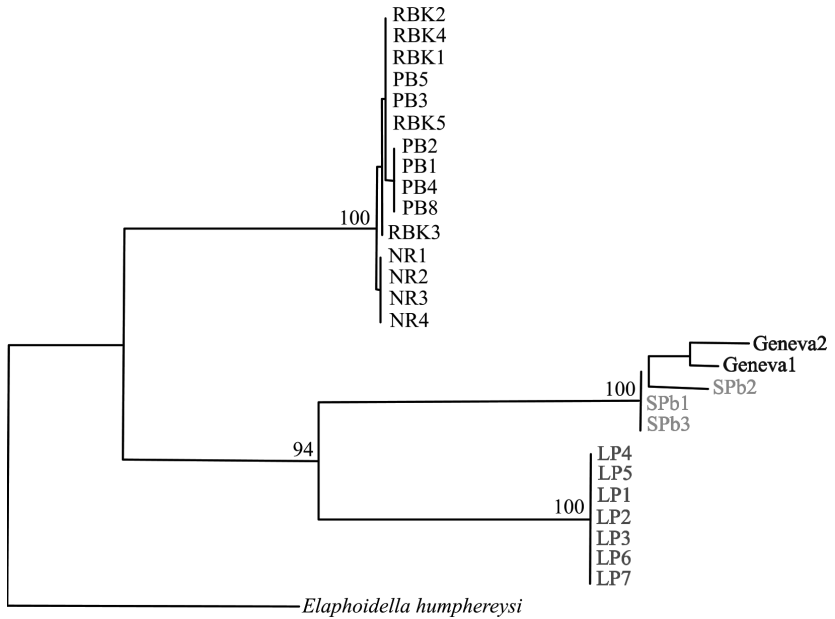 RBK2
RBK4
RBK1
PB5
PB3
RBK5
PB2
PB1
PB4
PB8
100
RBK3
NR1
NR2
NR3
NR4
Geneva2
Geneva1
100
SPb2
SPb1
SPb3
94
LP4
LP5
LP1
100
LP2
LP3
LP6
LP7
Elaphoidella humphereysi